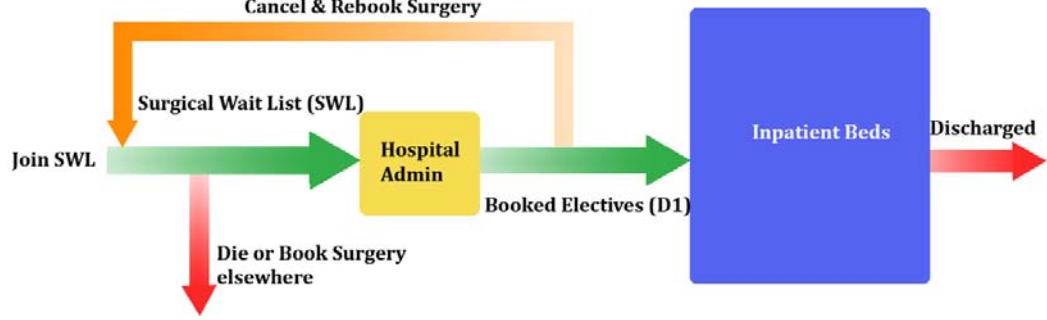 Cancel & Rebook Surgery
Surgical Wait List (SWL)
Join SWL
Hospital
Admin
Booked Electives (D1)
Inpatient Beds
Discharged
Die or Book Surgery
elsewhere